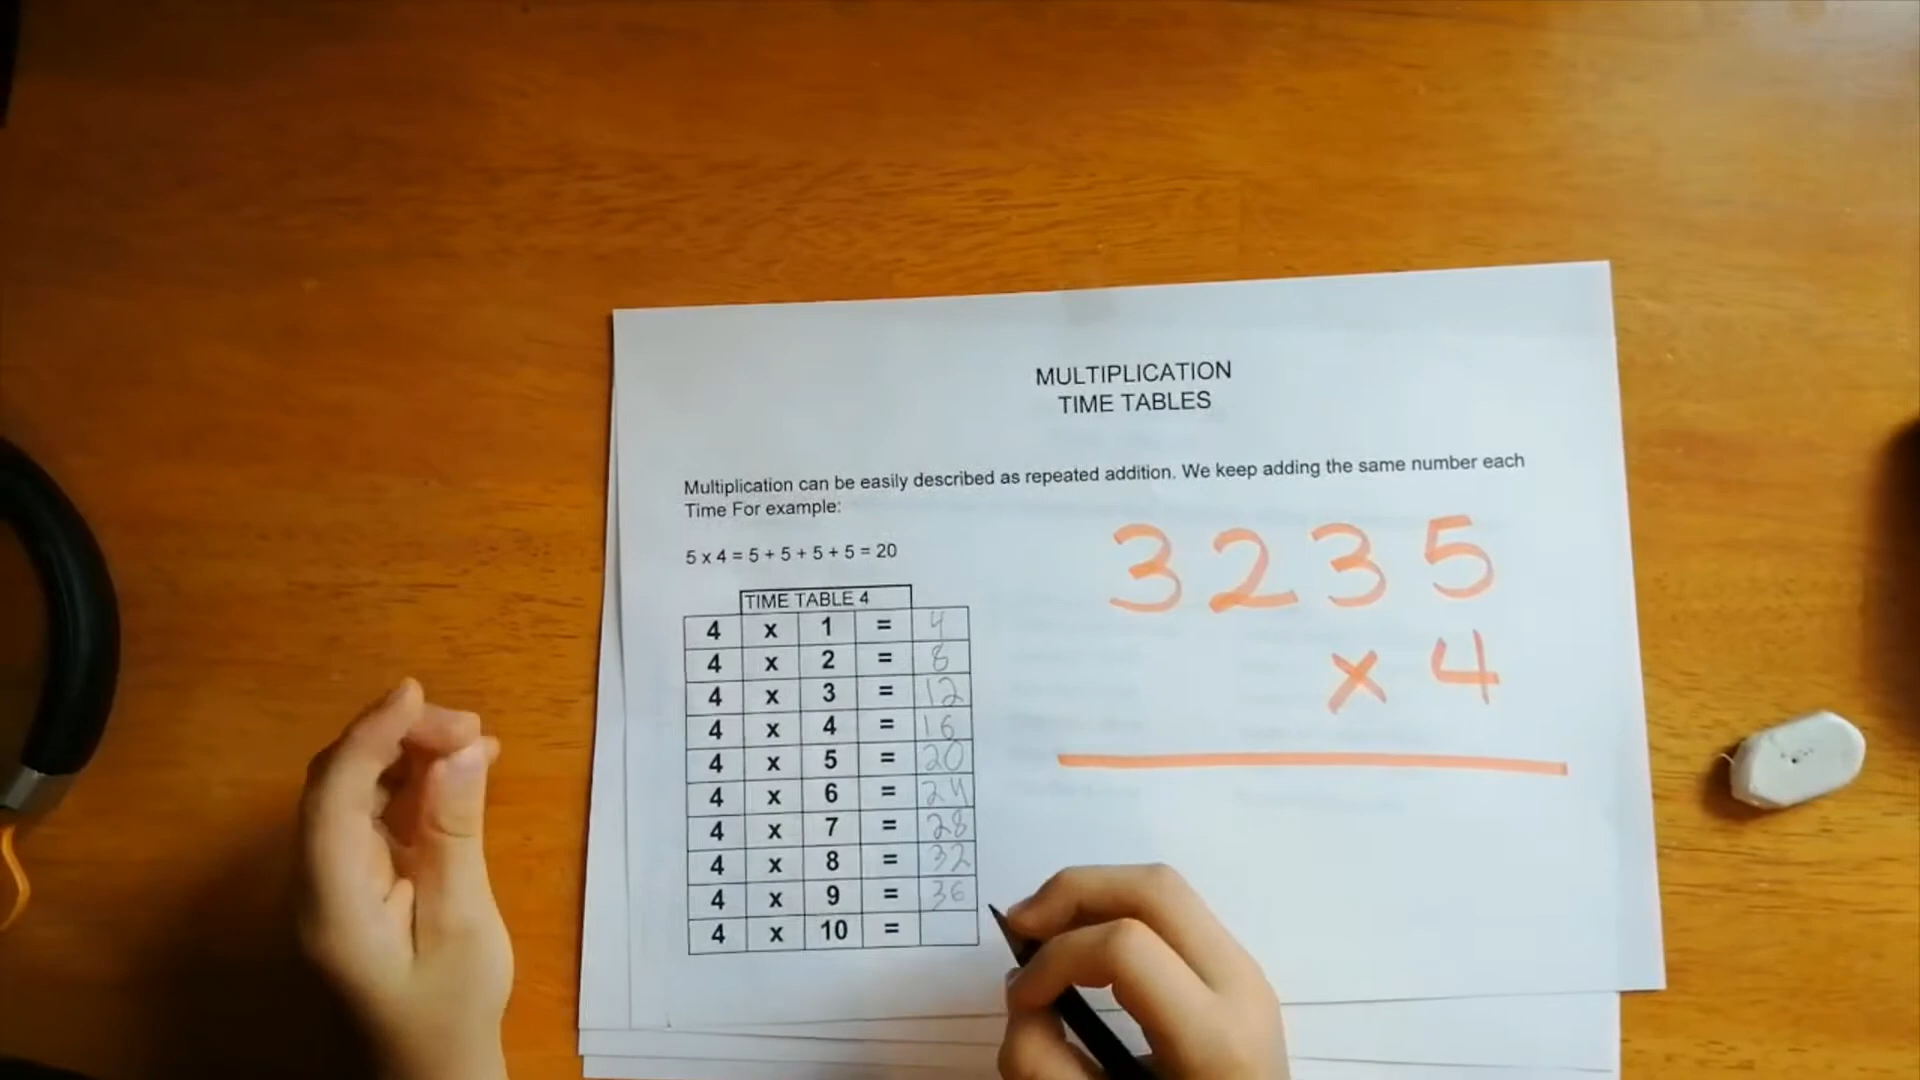 MULTIPLICATION
TIME TABLES
Multiplication can be easily described as repeated addition. We keep adding the same number each
Time For example:
5 x 4 = 5 + 5 + 5 + 5 = 20
TIME TABLE 4
4 x 1 = 4
4 x 2 = 8
4 x 3 = 12
4 x 4 = 16
4 x 5 = 20
4 x 6 = 24
4 x 7 = 28
4 x 8 = 32
4 x 9 = 36
4 x 10 =
3235
x 4